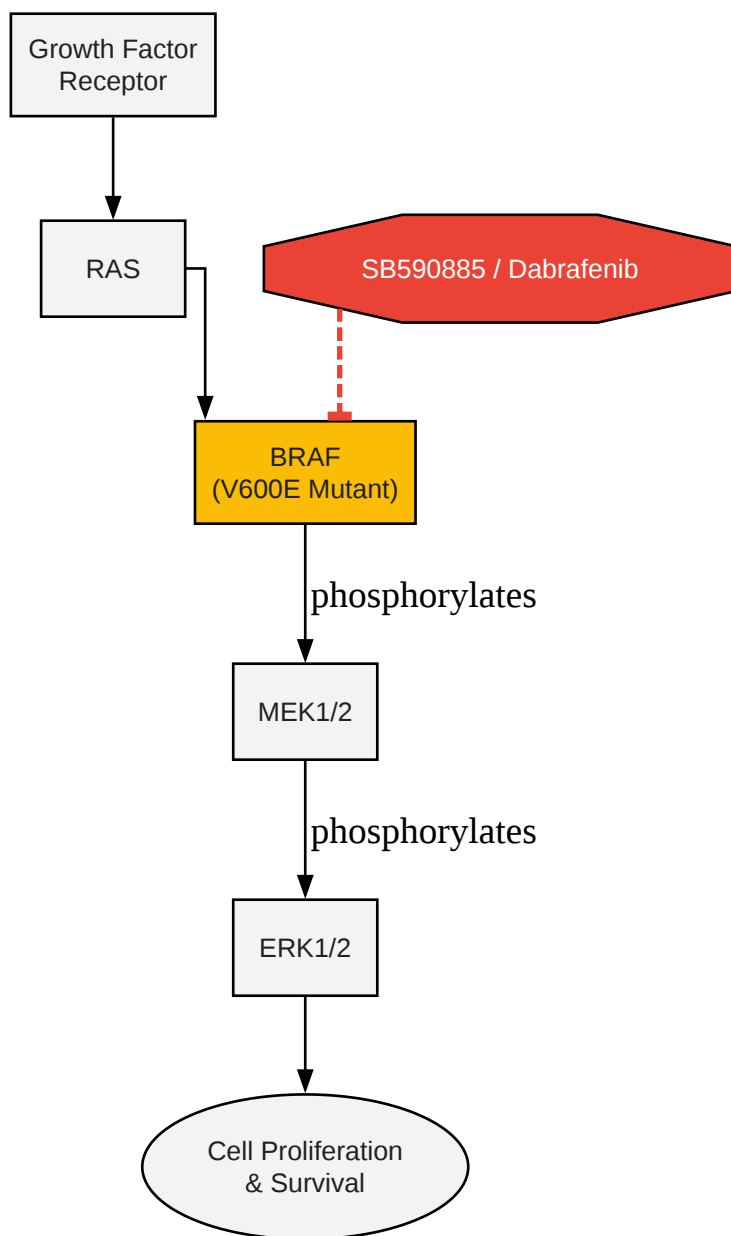 Growth Factor
Receptor
RAS
SB590885 / Dabrafenib
BRAF
(V600E Mutant)
phosphorylates
MEK1/2
phosphorylates
ERK1/2
Cell Proliferation
& Survival